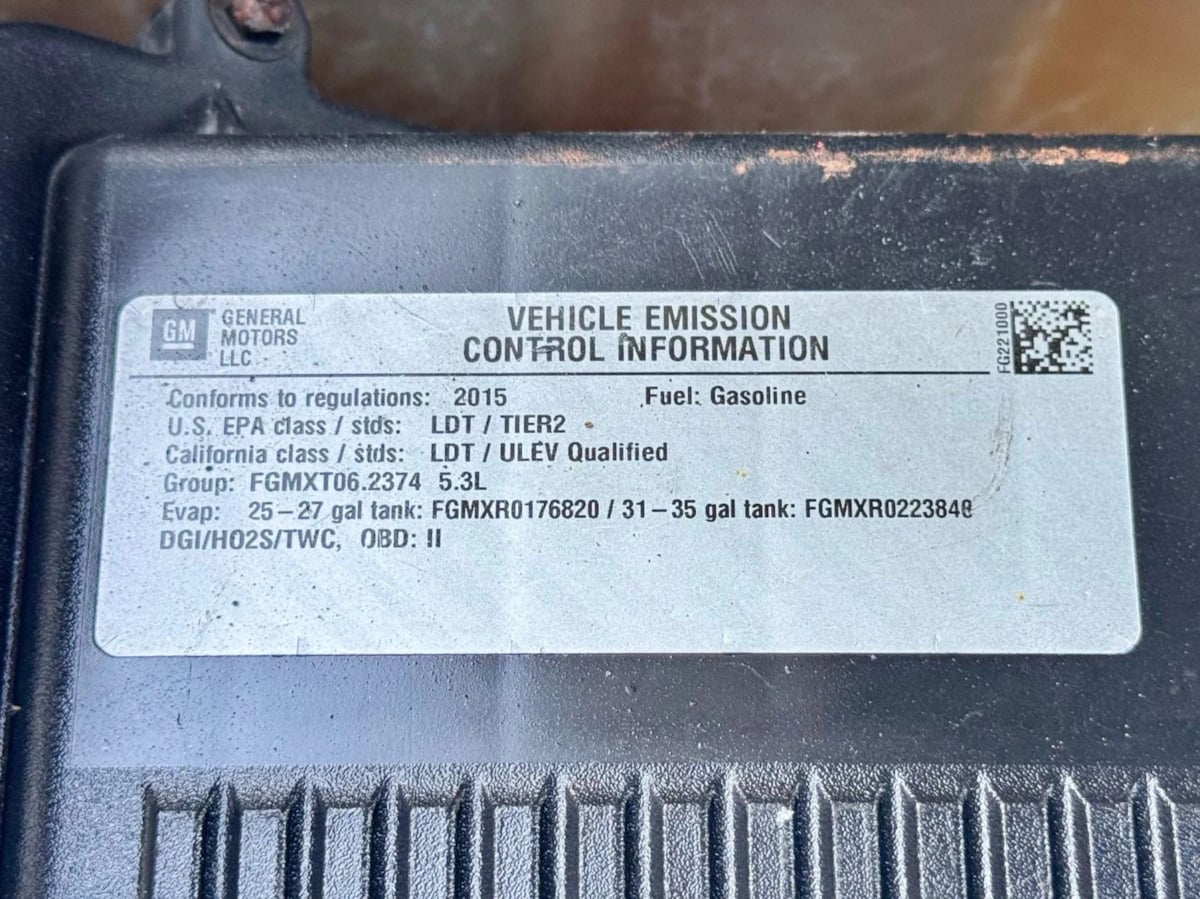 GM GENERAL
MOTORS
LLC
VEHICLE EMISSION
CONTROL INFORMATION
FG221000
Conforms to regulations: 2015 Fuel: Gasoline
U.S. EPA class / stds: LDT / TIER2
California class / stds: LDT / ULEV Qualified
Group: FGMXT06.2374 5.3L
Evap: 25-27 gal tank: FGMXR0176820 / 31-35 gal tank: FGMXR0223840
DGI/HO2S/TWC, OBD: II